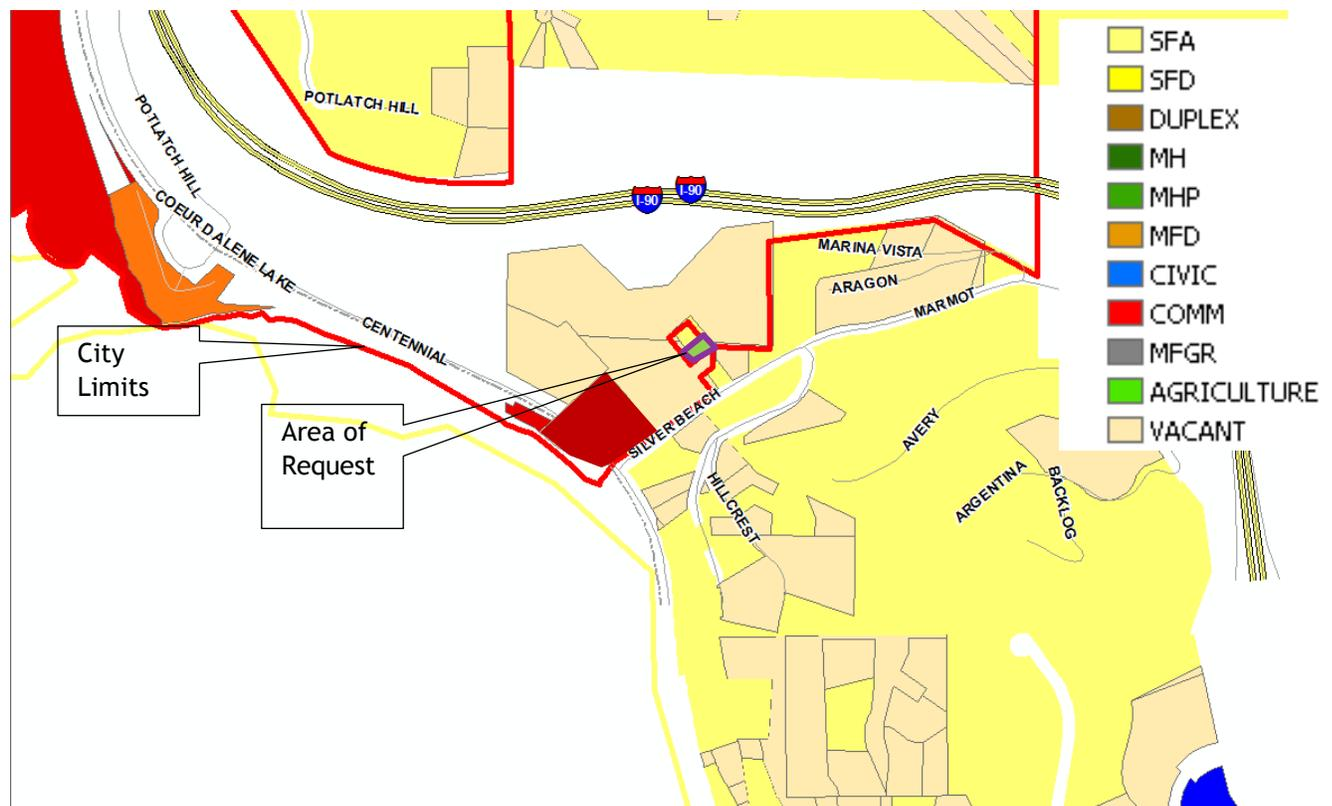 SFA
SFD
DUPLEX
MH
MHP
MFD
CIVIC
COMM
MFGR
AGRICULTURE
VACANT
POTLATCH HILL
POTLATCH HILL
COEUR D ALENE LAKE
CENTENNIAL
I-90
I-90
MARINA VISTA
ARAGON
MARMOT
SILVER BEACH
HILLCREST
AVERY
ARGENTINA
BACKLOG
City
Limits
Area of
Request